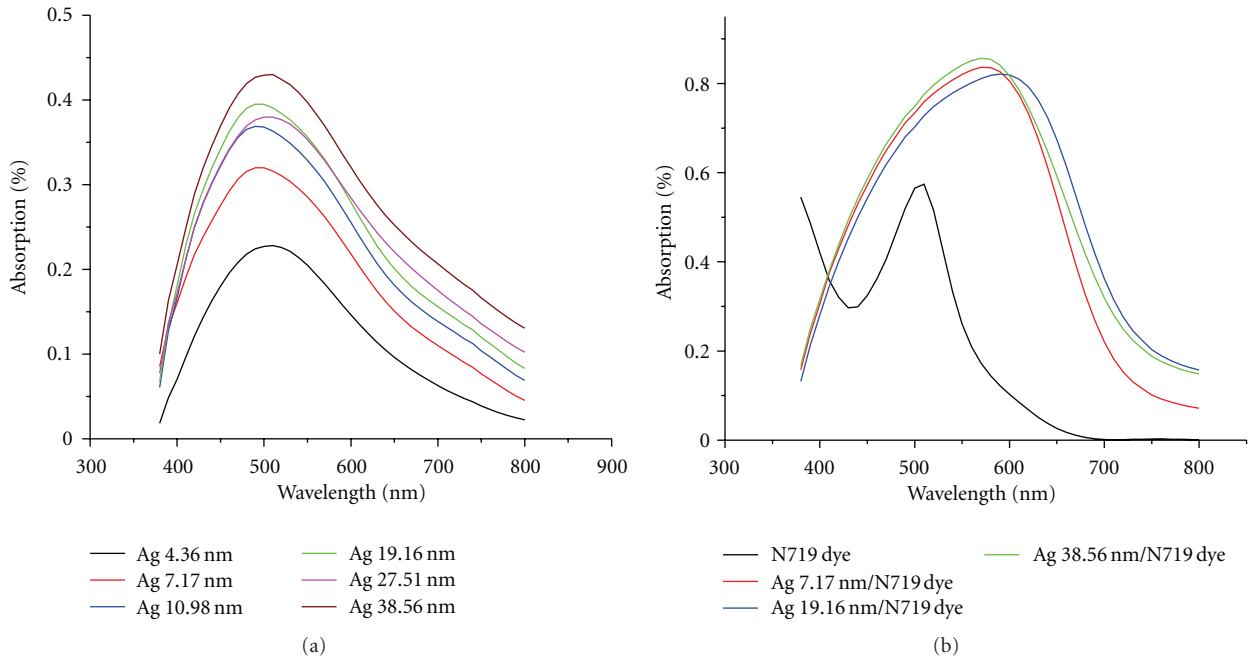 0.5
0.4
0.3
0.2
0.1
0
Absorption (%)
300 400 500 600 700 800 900
Wavelength (nm)
Ag 4.36 nm
Ag 7.17 nm
Ag 10.98 nm
Ag 19.16 nm
Ag 27.51 nm
Ag 38.56 nm
(a)
0.8
0.6
0.4
0.2
0
Absorption (%)
300 400 500 600 700 800
Wavelength (nm)
N719 dye
Ag 7.17 nm/N719 dye
Ag 19.16 nm/N719 dye
Ag 38.56 nm/N719 dye
(b)